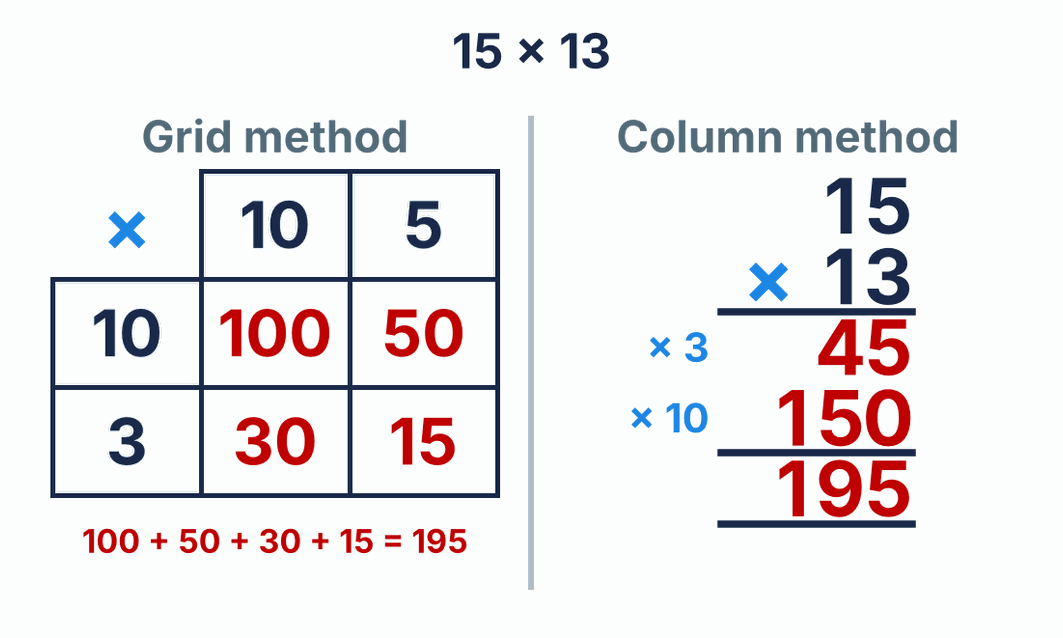 15 × 13
Grid method
× 10 5
10 100 50
3 30 15
100 + 50 + 30 + 15 = 195
Column method
15
× 13
× 3 45
× 10 150
195